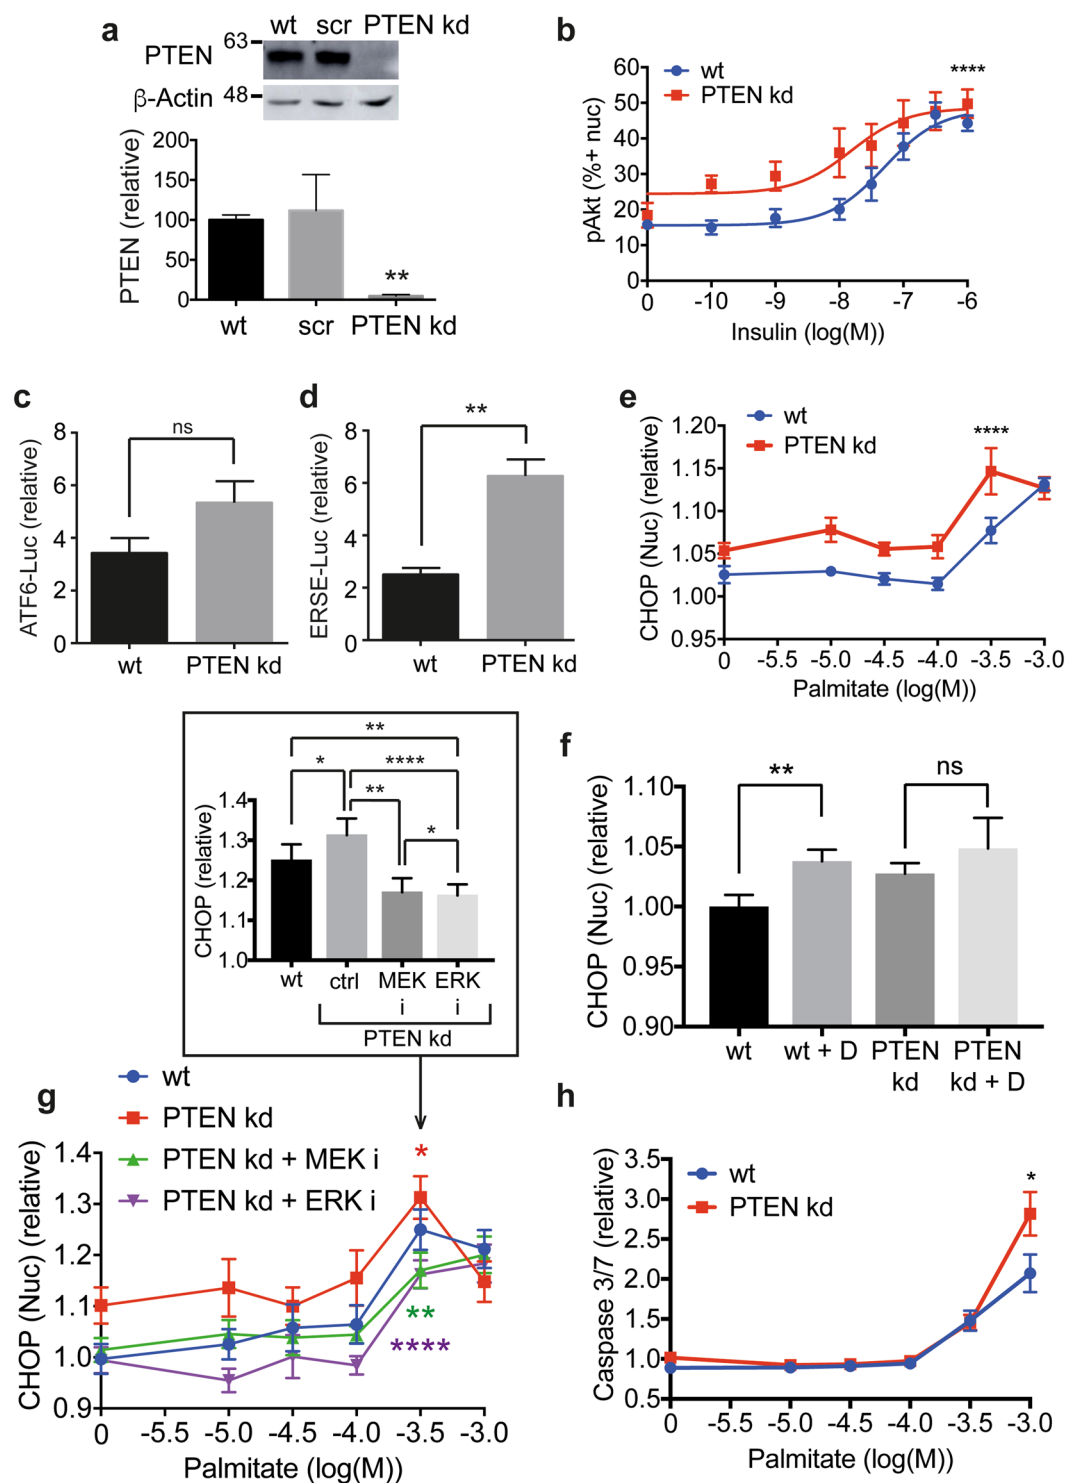 a
wt scr PTEN kd
PTEN
63
β-Actin
48
PTEN (relative)
200
150
100
50
0
**
wt scr PTEN kd
b
wt
PTEN kd
****
pAkt (%+ nuc)
60
50
40
30
20
10
0
0 -10 -9 -8 -7 -6
Insulin (log(M))
c
ns
ATF6-Luc (relative)
8
6
4
2
0
wt PTEN kd
d
**
ERSE-Luc (relative)
8
6
4
2
0
wt PTEN kd
e
wt
PTEN kd
****
CHOP (Nuc) (relative)
1.20
1.15
1.10
1.05
1.00
0.95
0 -5.5 -5.0 -4.5 -4.0 -3.5 -3.0
Palmitate (log(M))
**
* ****
**
*
CHOP (relative)
1.4
1.3
1.2
1.1
1.0
wt ctrl MEK i ERK i
PTEN kd
f
** ns
CHOP (Nuc) (relative)
1.10
1.05
1.00
0.95
0.90
wt wt + D PTEN kd PTEN kd + D
g
wt
PTEN kd
PTEN kd + MEK i
PTEN kd + ERK i
*
**
****
CHOP (Nuc) (relative)
1.4
1.3
1.2
1.1
1.0
0.9
0 -5.5 -5.0 -4.5 -4.0 -3.5 -3.0
Palmitate (log(M))
h
wt
PTEN kd
*
Caspase 3/7 (relative)
3.5
3.0
2.5
2.0
1.5
1.0
0.5
0 -5.5 -5.0 -4.5 -4.0 -3.5 -3.0
Palmitate (log(M))